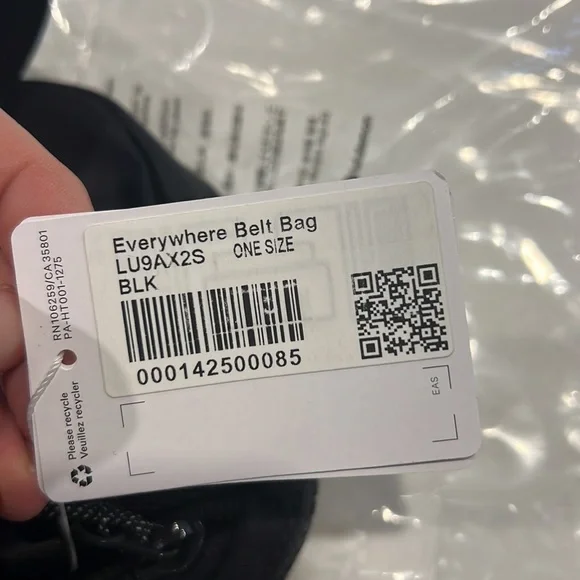 Everywhere Belt Bag
LU9AX2S ONE SIZE
BLK
000142500085
RN106259/CA35801
PA-HT001-1275
Please recycle
Veuillez recycler
EAS